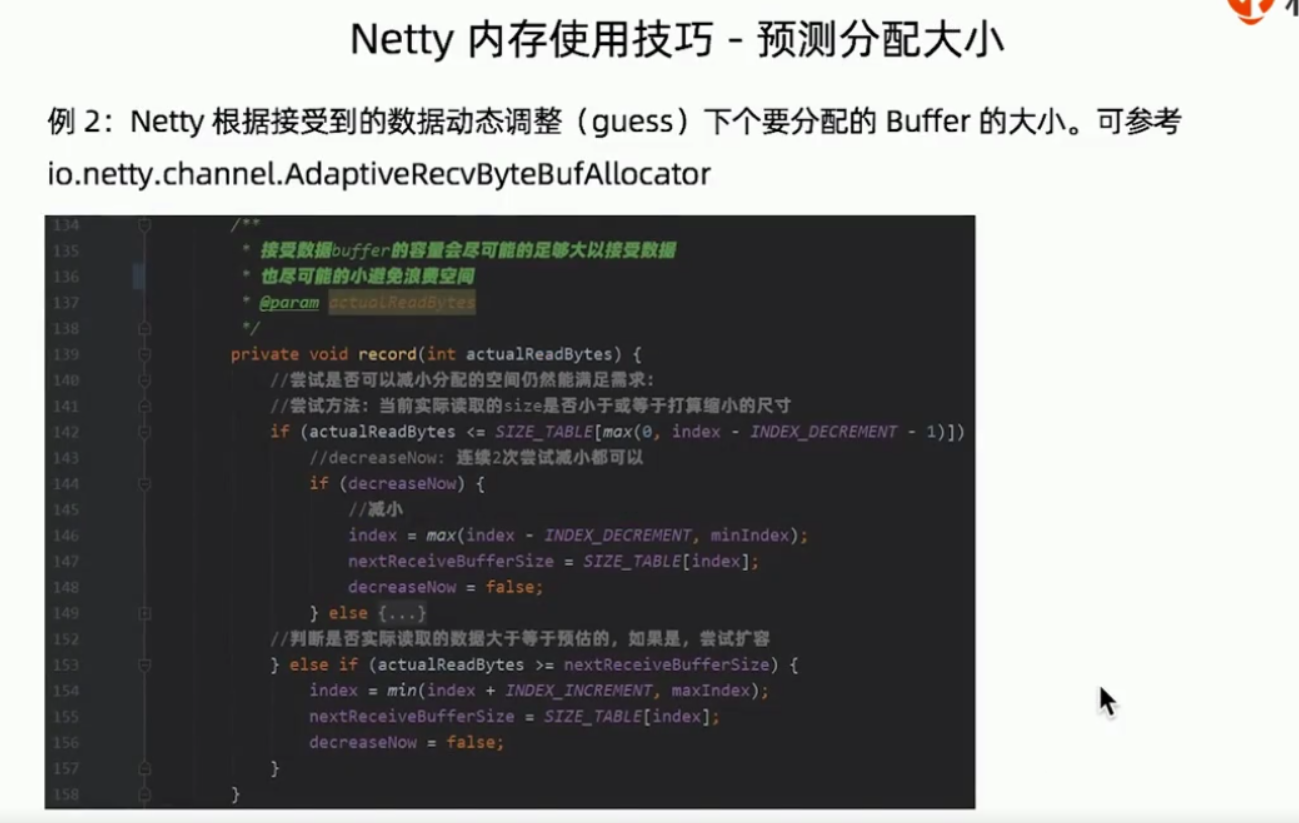 Netty 内存使用技巧 - 预测分配大小
例 2：Netty 根据接受到的数据动态调整（guess）下个要分配的 Buffer 的大小。可参考
io.netty.channel.AdaptiveRecvByteBufAllocator
134 /**
135 * 接受数据buffer的容量会尽可能的足够大以接受数据
136 * 也尽可能的小避免浪费空间
137 * @param actualReadBytes
138 */
139 private void record(int actualReadBytes) {
140 //尝试是否可以减小分配的空间仍然能满足需求：
141 //尝试方法：当前实际读取的size是否小于或等于打算缩小的尺寸
142 if (actualReadBytes <= SIZE_TABLE[max(0, index - INDEX_DECREMENT - 1)])
143 //decreaseNow: 连续2次尝试减小都可以
144 if (decreaseNow) {
145 //减小
146 index = max(index - INDEX_DECREMENT, minIndex);
147 nextReceiveBufferSize = SIZE_TABLE[index];
148 decreaseNow = false;
149 } else {...}
152 //判断是否实际读取的数据大于等于预估的，如果是，尝试扩容
153 } else if (actualReadBytes >= nextReceiveBufferSize) {
154 index = min(index + INDEX_INCREMENT, maxIndex);
155 nextReceiveBufferSize = SIZE_TABLE[index];
156 decreaseNow = false;
157 }
158 }